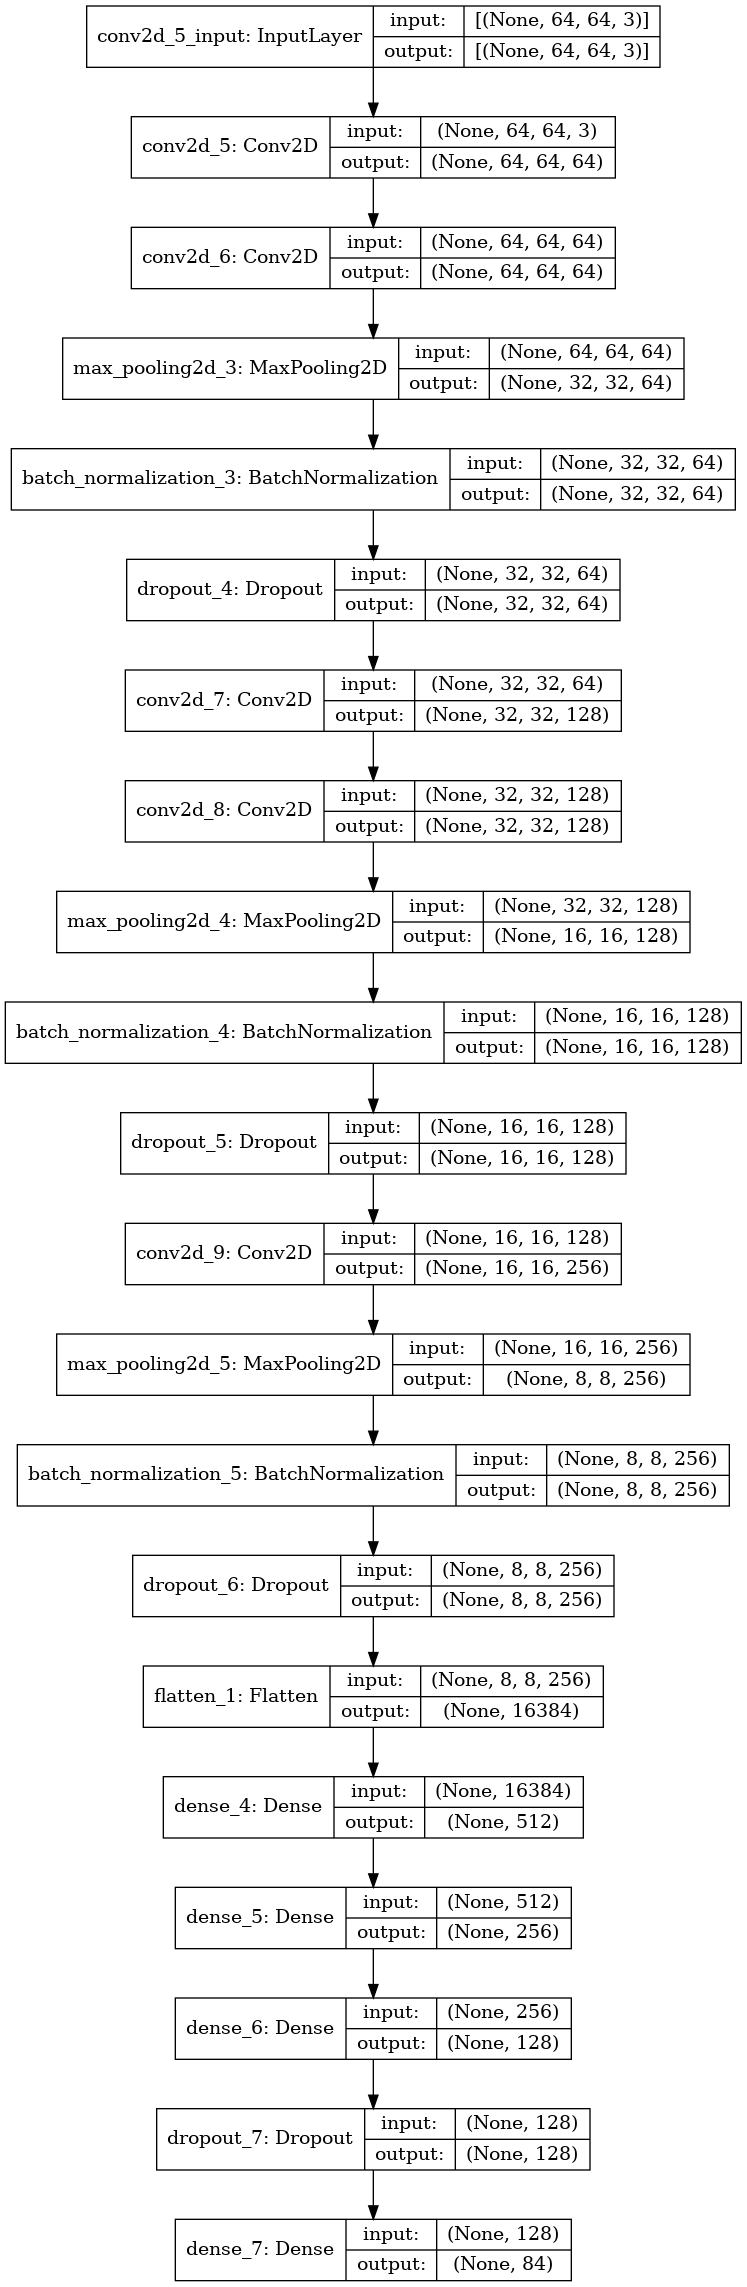 conv2d_5_input: InputLayer
input: [(None, 64, 64, 3)]
output: [(None, 64, 64, 3)]
conv2d_5: Conv2D
input: (None, 64, 64, 3)
output: (None, 64, 64, 64)
conv2d_6: Conv2D
input: (None, 64, 64, 64)
output: (None, 64, 64, 64)
max_pooling2d_3: MaxPooling2D
input: (None, 64, 64, 64)
output: (None, 32, 32, 64)
batch_normalization_3: BatchNormalization
input: (None, 32, 32, 64)
output: (None, 32, 32, 64)
dropout_4: Dropout
input: (None, 32, 32, 64)
output: (None, 32, 32, 64)
conv2d_7: Conv2D
input: (None, 32, 32, 64)
output: (None, 32, 32, 128)
conv2d_8: Conv2D
input: (None, 32, 32, 128)
output: (None, 32, 32, 128)
max_pooling2d_4: MaxPooling2D
input: (None, 32, 32, 128)
output: (None, 16, 16, 128)
batch_normalization_4: BatchNormalization
input: (None, 16, 16, 128)
output: (None, 16, 16, 128)
dropout_5: Dropout
input: (None, 16, 16, 128)
output: (None, 16, 16, 128)
conv2d_9: Conv2D
input: (None, 16, 16, 128)
output: (None, 16, 16, 256)
max_pooling2d_5: MaxPooling2D
input: (None, 16, 16, 256)
output: (None, 8, 8, 256)
batch_normalization_5: BatchNormalization
input: (None, 8, 8, 256)
output: (None, 8, 8, 256)
dropout_6: Dropout
input: (None, 8, 8, 256)
output: (None, 8, 8, 256)
flatten_1: Flatten
input: (None, 8, 8, 256)
output: (None, 16384)
dense_4: Dense
input: (None, 16384)
output: (None, 512)
dense_5: Dense
input: (None, 512)
output: (None, 256)
dense_6: Dense
input: (None, 256)
output: (None, 128)
dropout_7: Dropout
input: (None, 128)
output: (None, 128)
dense_7: Dense
input: (None, 128)
output: (None, 84)